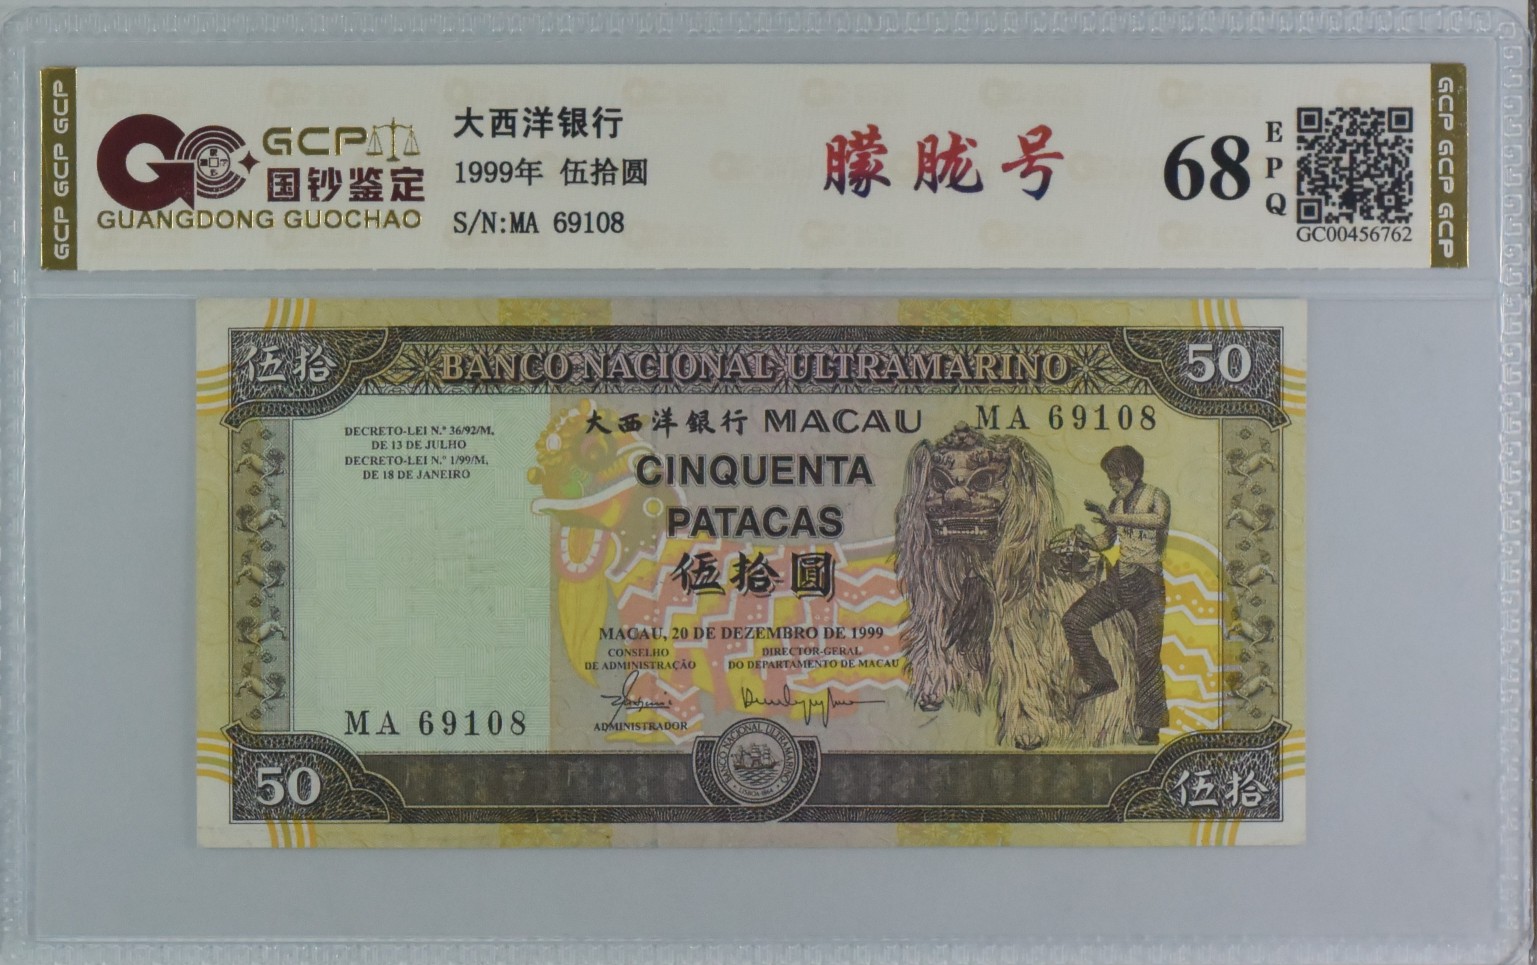 GCP GCP GCP
GCP
国钞鉴定
GUANGDONG GUOCHAO
大西洋银行
1999年 伍拾圆
S/N:MA 69108
朦胧号
68
EPQ
GC00456762
GCP GCP GCP
伍拾
BANCO NACIONAL ULTRAMARINO
50
DECRETO-LEI N.º 36/92/M,
DE 13 DE JULHO
DECRETO-LEI N.º 1/99/M,
DE 18 DE JANEIRO
大西洋銀行 MACAU
MA 69108
CINQUENTA
PATACAS
伍拾圓
MACAU, 20 DE DEZEMBRO DE 1999
CONSELHO
DE ADMINISTRAÇÃO
DIRECTOR-GERAL
DO DEPARTAMENTO DE MACAU
ADMINISTRADOR
MA 69108
BANCO NACIONAL ULTRAMARINO
50
伍拾